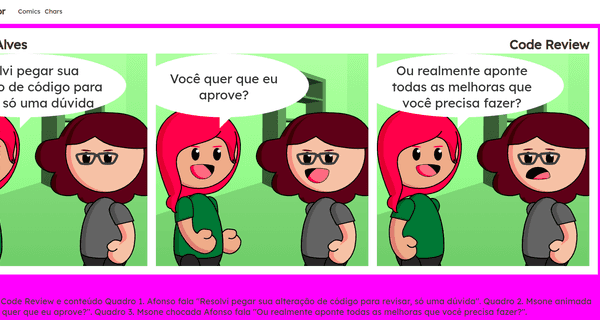 or Comics Chars
Alves Code Review
lvi pegar sua
o de código para
só uma dúvida
Você quer que eu
aprove?
Ou realmente aponte
todas as melhoras que
você precisa fazer?
Code Review e conteudo Quadro 1. Afonso fala "Resolvi pegar sua alteração de código para revisar, só uma dúvida". Quadro 2. Msone animada
quer que eu aprove?". Quadro 3. Msone chocada Afonso fala "Ou realmente aponte todas as melhoras que você precisa fazer?".